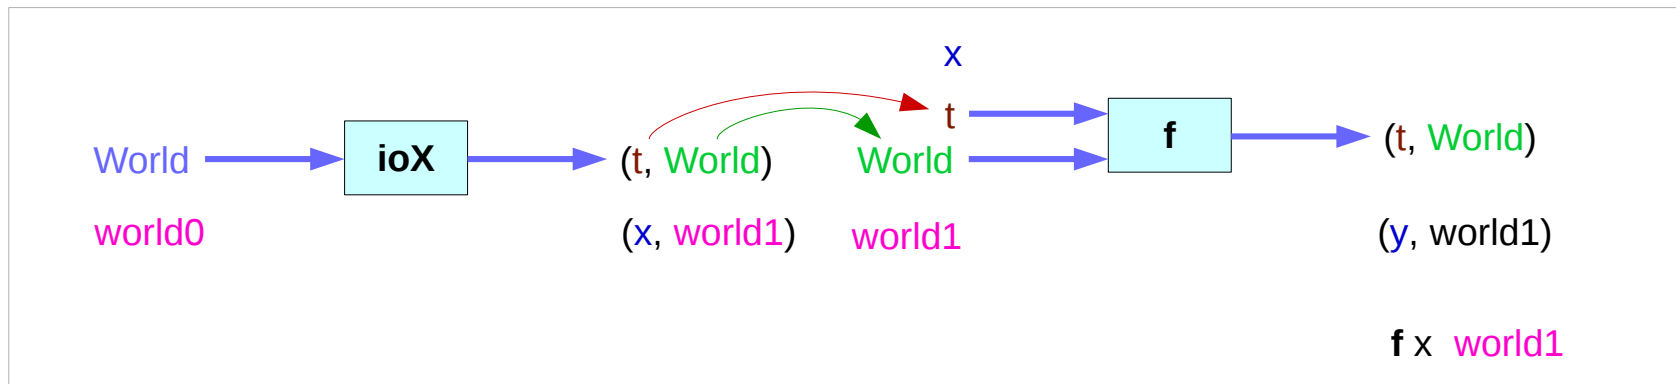 x
t
World
ioX
(t, World)
World
f
(t, World)
world0
(x, world1)
world1
(y, world1)
f x world1